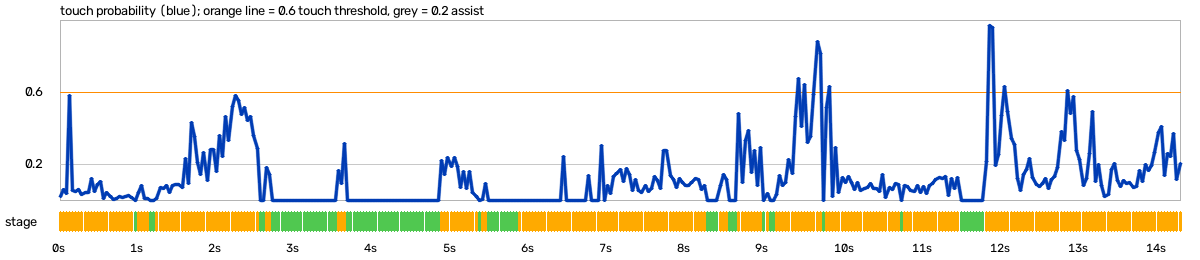 touch probability (blue); orange line = 0.6 touch threshold, grey = 0.2 assist
0.6
0.2
stage
0s 1s 2s 3s 4s 5s 6s 7s 8s 9s 10s 11s 12s 13s 14s